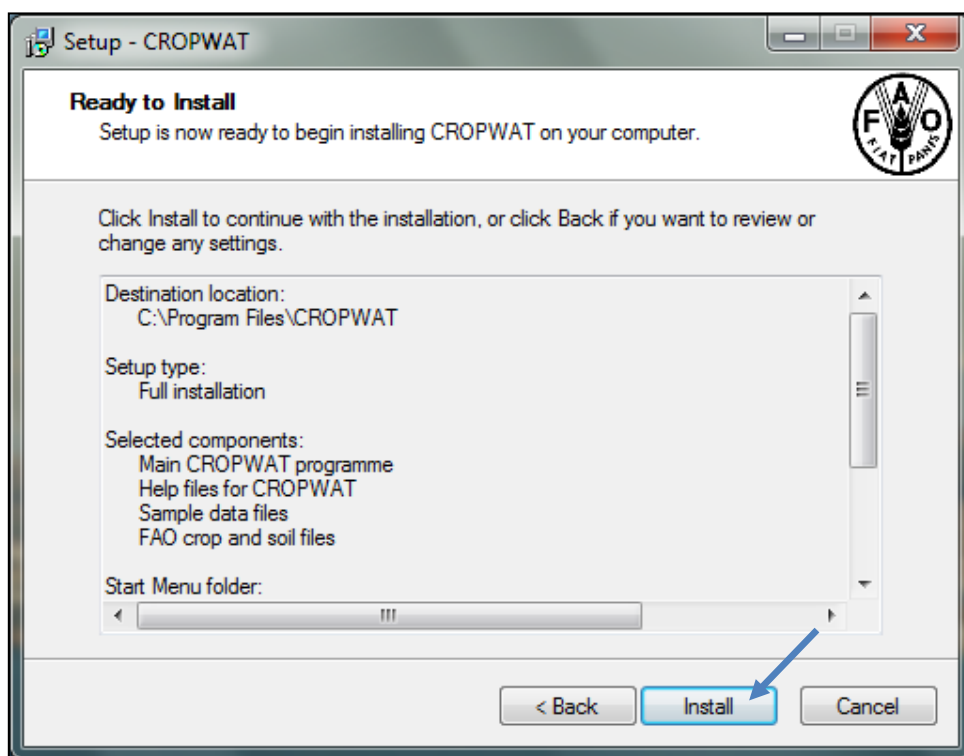 Setup - CROPWAT
Ready to Install
Setup is now ready to begin installing CROPWAT on your computer.
FAO
FIAT PANIS
Click Install to continue with the installation, or click Back if you want to review or
change any settings.
Destination location:
C:\Program Files\CROPWAT
Setup type:
Full installation
Selected components:
Main CROPWAT programme
Help files for CROPWAT
Sample data files
FAO crop and soil files
Start Menu folder:
< Back
Install
Cancel